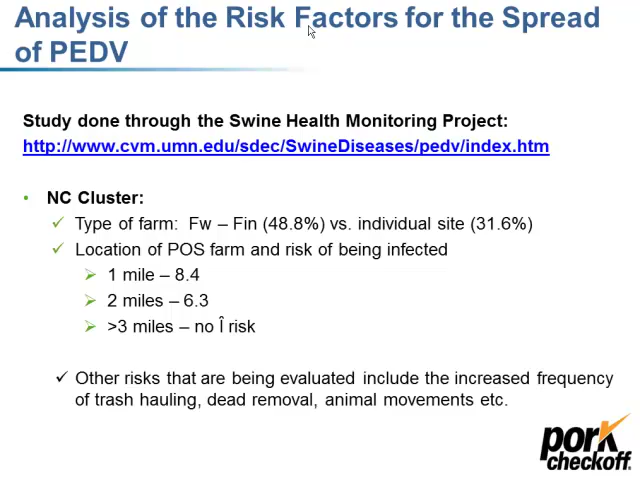 Analysis of the Risk Factors for the Spread
of PEDV
Study done through the Swine Health Monitoring Project:
http://www.cvm.umn.edu/sdec/SwineDiseases/pedv/index.htm
• NC Cluster:
✓ Type of farm: Fw – Fin (48.8%) vs. individual site (31.6%)
✓ Location of POS farm and risk of being infected
➢ 1 mile – 8.4
➢ 2 miles – 6.3
➢ >3 miles – no Î risk
✓ Other risks that are being evaluated include the increased frequency
of trash hauling, dead removal, animal movements etc.
pork
checkoff